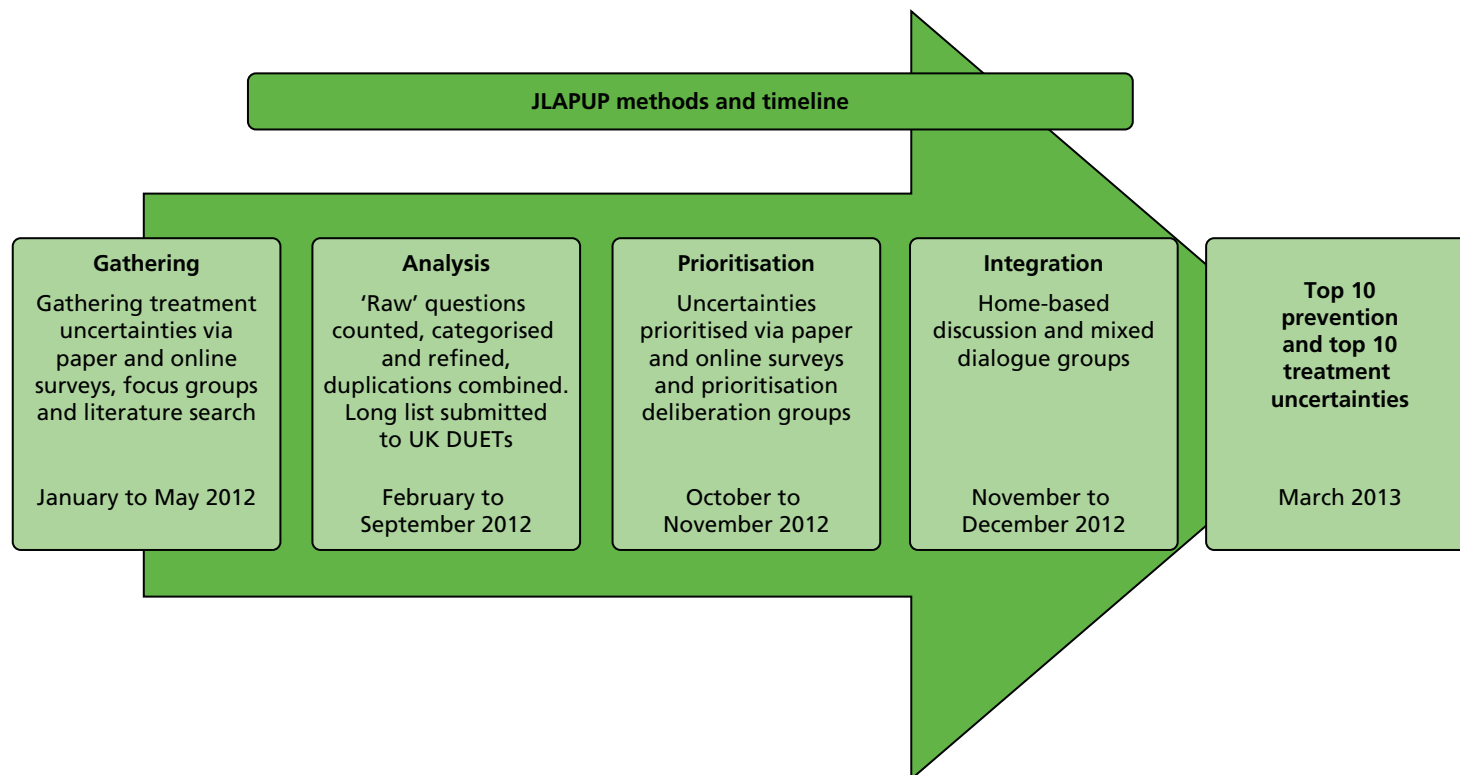 JLAPUP methods and timeline
Gathering
Gathering treatment
uncertainties via
paper and online
surveys, focus groups
and literature search
January to May 2012
Analysis
‘Raw’ questions
counted, categorised
and refined,
duplications combined.
Long list submitted
to UK DUETs
February to
September 2012
Prioritisation
Uncertainties
prioritised via paper
and online surveys
and prioritisation
deliberation groups
October to
November 2012
Integration
Home-based
discussion and mixed
dialogue groups
November to
December 2012
Top 10
prevention
and top 10
treatment
uncertainties
March 2013